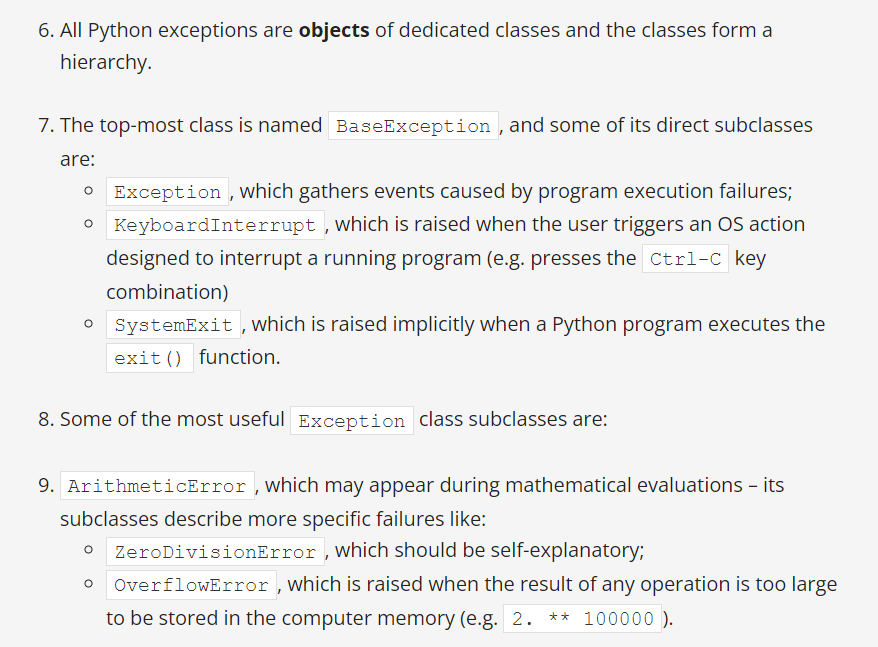 6. All Python exceptions are objects of dedicated classes and the classes form a
hierarchy.
7. The top-most class is named BaseException, and some of its direct subclasses
are:
Exception, which gathers events caused by program execution failures;
KeyboardInterrupt, which is raised when the user triggers an OS action
designed to interrupt a running program (e.g. presses the Ctrl-C key
combination)
SystemExit, which is raised implicitly when a Python program executes the
exit() function.
8. Some of the most useful Exception class subclasses are:
9. ArithmeticError, which may appear during mathematical evaluations – its
subclasses describe more specific failures like:
ZeroDivisionError, which should be self-explanatory;
OverflowError, which is raised when the result of any operation is too large
to be stored in the computer memory (e.g. 2. ** 100000).